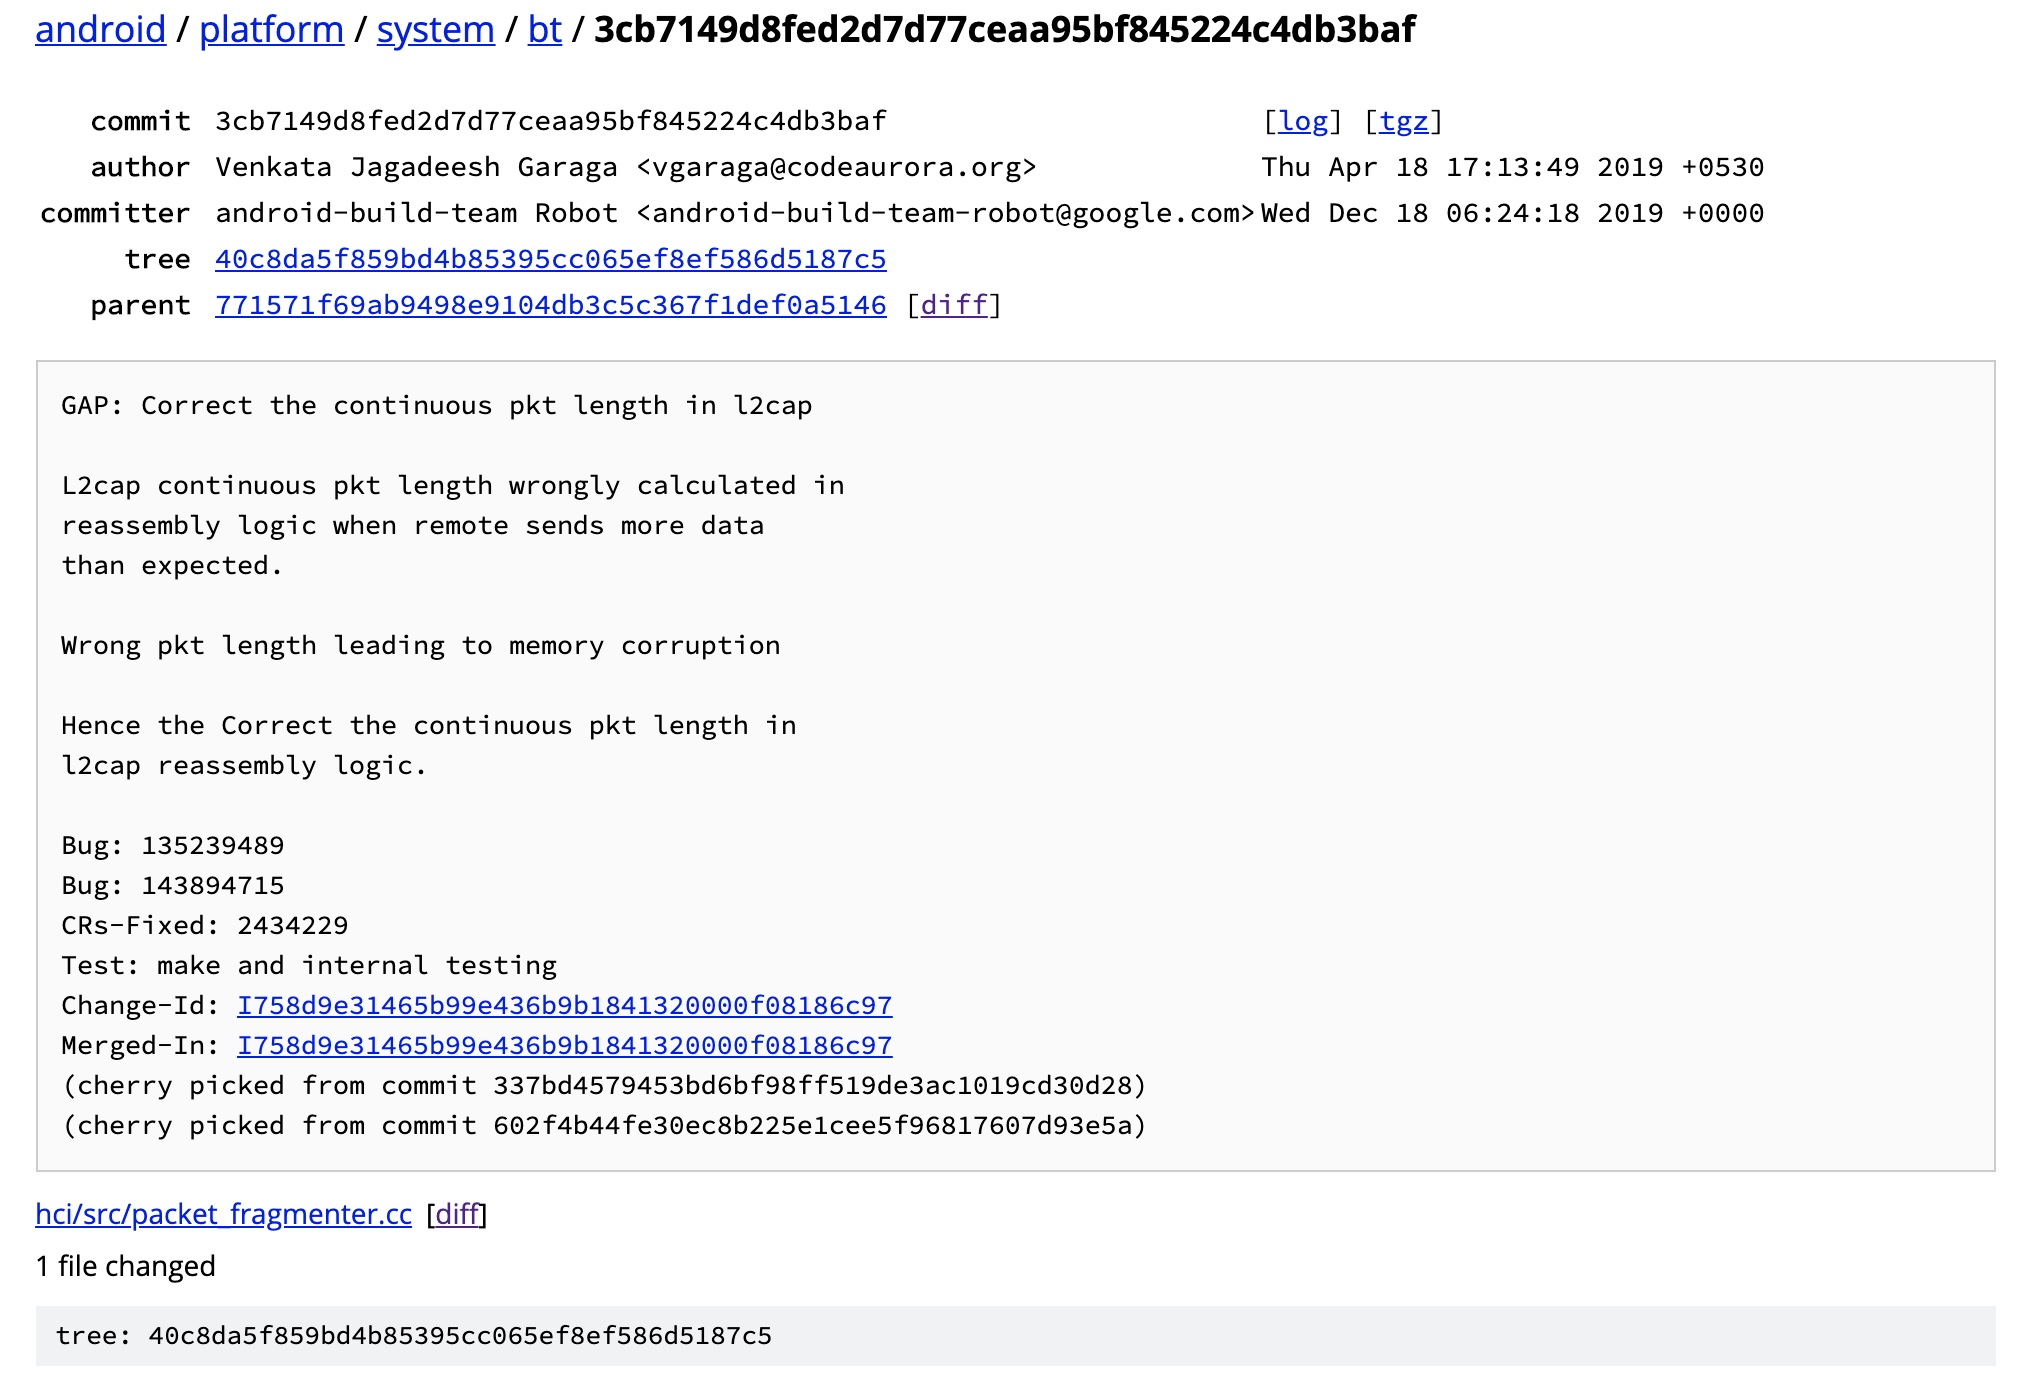 android / platform / system / bt / 3cb7149d8fed2d7d77ceaa95bf845224c4db3baf
commit 3cb7149d8fed2d7d77ceaa95bf845224c4db3baf [log] [tgz]
author Venkata Jagadeesh Garaga <vgaraga@codeaurora.org> Thu Apr 18 17:13:49 2019 +0530
committer android-build-team Robot <android-build-team-robot@google.com> Wed Dec 18 06:24:18 2019 +0000
tree 40c8da5f859bd4b85395cc065ef8ef586d5187c5
parent 771571f69ab9498e9104db3c5c367f1def0a5146 [diff]
GAP: Correct the continuous pkt length in l2cap
L2cap continuous pkt length wrongly calculated in
reassembly logic when remote sends more data
than expected.
Wrong pkt length leading to memory corruption
Hence the Correct the continuous pkt length in
l2cap reassembly logic.
Bug: 135239489
Bug: 143894715
CRs-Fixed: 2434229
Test: make and internal testing
Change-Id: I758d9e31465b99e436b9b1841320000f08186c97
Merged-In: I758d9e31465b99e436b9b1841320000f08186c97
(cherry picked from commit 337bd4579453bd6bf98ff519de3ac1019cd30d28)
(cherry picked from commit 602f4b44fe30ec8b225e1cee5f96817607d93e5a)
hci/src/packet_fragmenter.cc [diff]
1 file changed
tree: 40c8da5f859bd4b85395cc065ef8ef586d5187c5